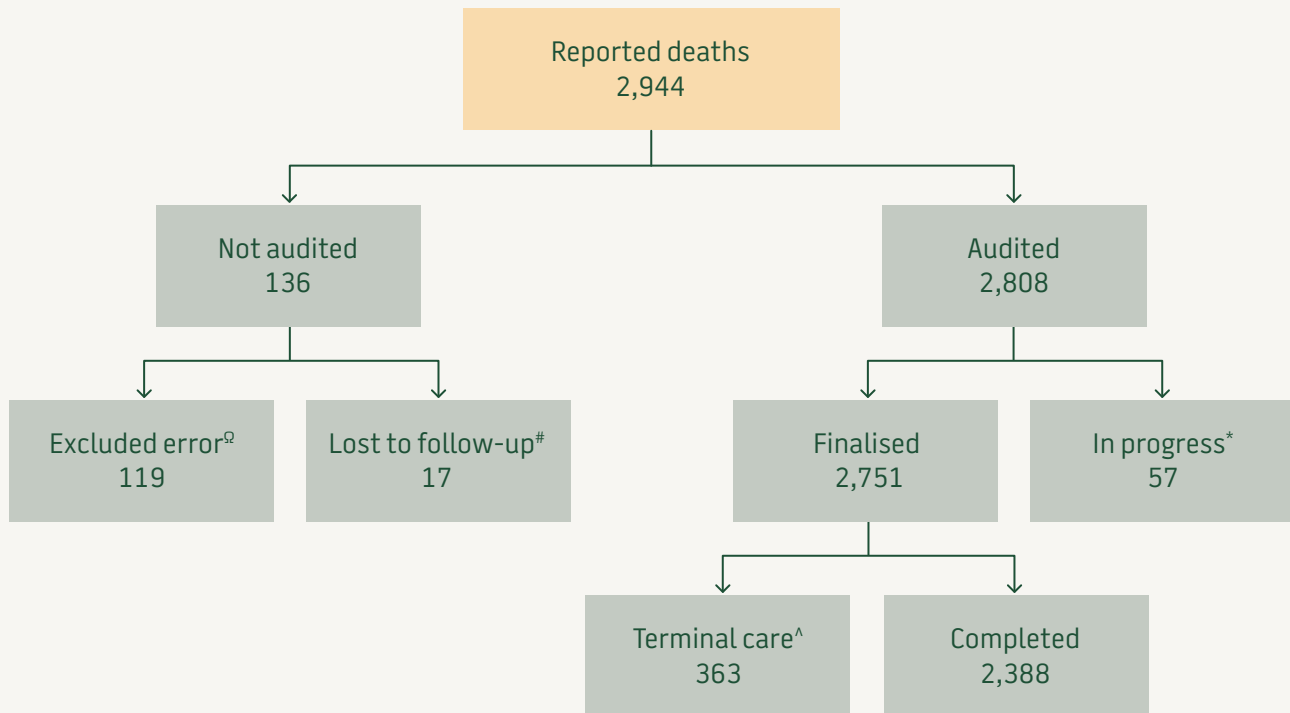 Reported deaths
2,944
Not audited
136
Audited
2,808
Excluded errorΩ
119
Lost to follow-up#
17
Finalised
2,751
In progress*
57
Terminal care^
363
Completed
2,388